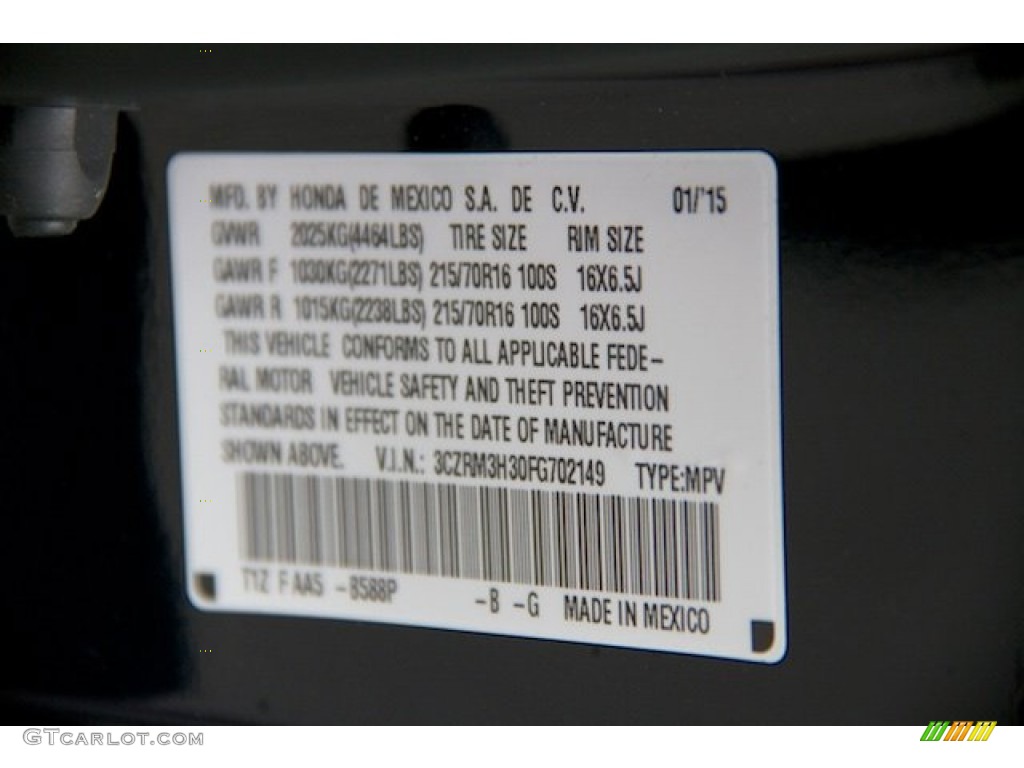 MFD. BY HONDA DE MEXICO S.A. DE C.V. 01/'15
GVWR 2025KG(4464LBS) TIRE SIZE RIM SIZE
GAWR F 1030KG(2271LBS) 215/70R16 100S 16X6.5J
GAWR R 1015KG(2238LBS) 215/70R16 100S 16X6.5J
THIS VEHICLE CONFORMS TO ALL APPLICABLE FEDE-
RAL MOTOR VEHICLE SAFETY AND THEFT PREVENTION
STANDARDS IN EFFECT ON THE DATE OF MANUFACTURE
SHOWN ABOVE. V.I.N.: 3CZRM3H30FG702149 TYPE:MPV
T1Z F AA5 -B588P -B -G MADE IN MEXICO
GTCARLOT.COM